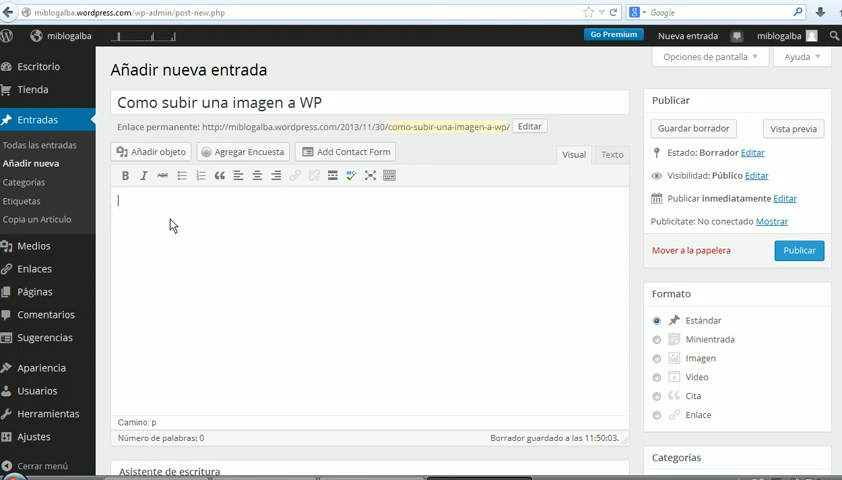 miblogalba.wordpress.com/wp-admin/post-new.php
Google
miblogalba
Go Premium
Nueva entrada
miblogalba
Escritorio
Tienda
Entradas
Todas las entradas
Añadir nueva
Categorías
Etiquetas
Copia un Artículo
Medios
Enlaces
Páginas
Comentarios
Sugerencias
Apariencia
Usuarios
Herramientas
Ajustes
Cerrar menú
Opciones de pantalla
Ayuda
Añadir nueva entrada
Como subir una imagen a WP
Enlace permanente: http://miblogalba.wordpress.com/2013/11/30/como-subir-una-imagen-a-wp/ Editar
Añadir objeto
Agregar Encuesta
Add Contact Form
Visual
Texto
B I ABC
Camino: p
Número de palabras: 0
Borrador guardado a las 11:50:03.
Asistente de escritura
Publicar
Guardar borrador
Vista previa
Estado: Borrador Editar
Visibilidad: Público Editar
Publicar inmediatamente Editar
Publicítate: No conectado Mostrar
Mover a la papelera
Publicar
Formato
Estándar
Minientrada
Imagen
Vídeo
Cita
Enlace
Categorías